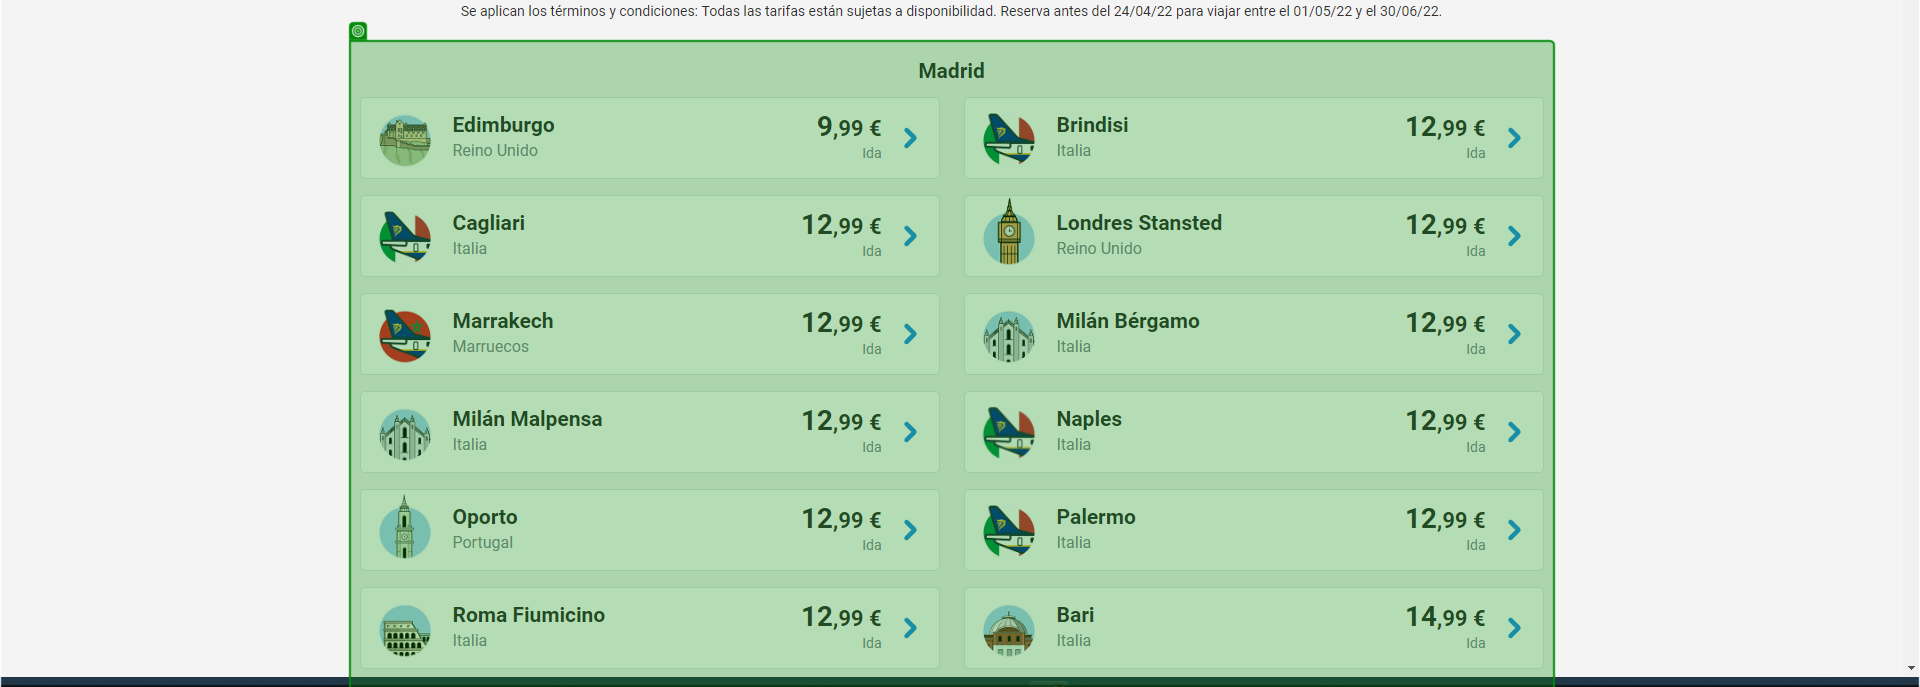 Se aplican los términos y condiciones: Todas las tarifas están sujetas a disponibilidad. Reserva antes del 24/04/22 para viajar entre el 01/05/22 y el 30/06/22.
Madrid
Edimburgo
Reino Unido
9,99 €
Ida
Brindisi
Italia
12,99 €
Ida
Cagliari
Italia
12,99 €
Ida
Londres Stansted
Reino Unido
12,99 €
Ida
Marrakech
Marruecos
12,99 €
Ida
Milán Bérgamo
Italia
12,99 €
Ida
Milán Malpensa
Italia
12,99 €
Ida
Naples
Italia
12,99 €
Ida
Oporto
Portugal
12,99 €
Ida
Palermo
Italia
12,99 €
Ida
Roma Fiumicino
Italia
12,99 €
Ida
Bari
Italia
14,99 €
Ida